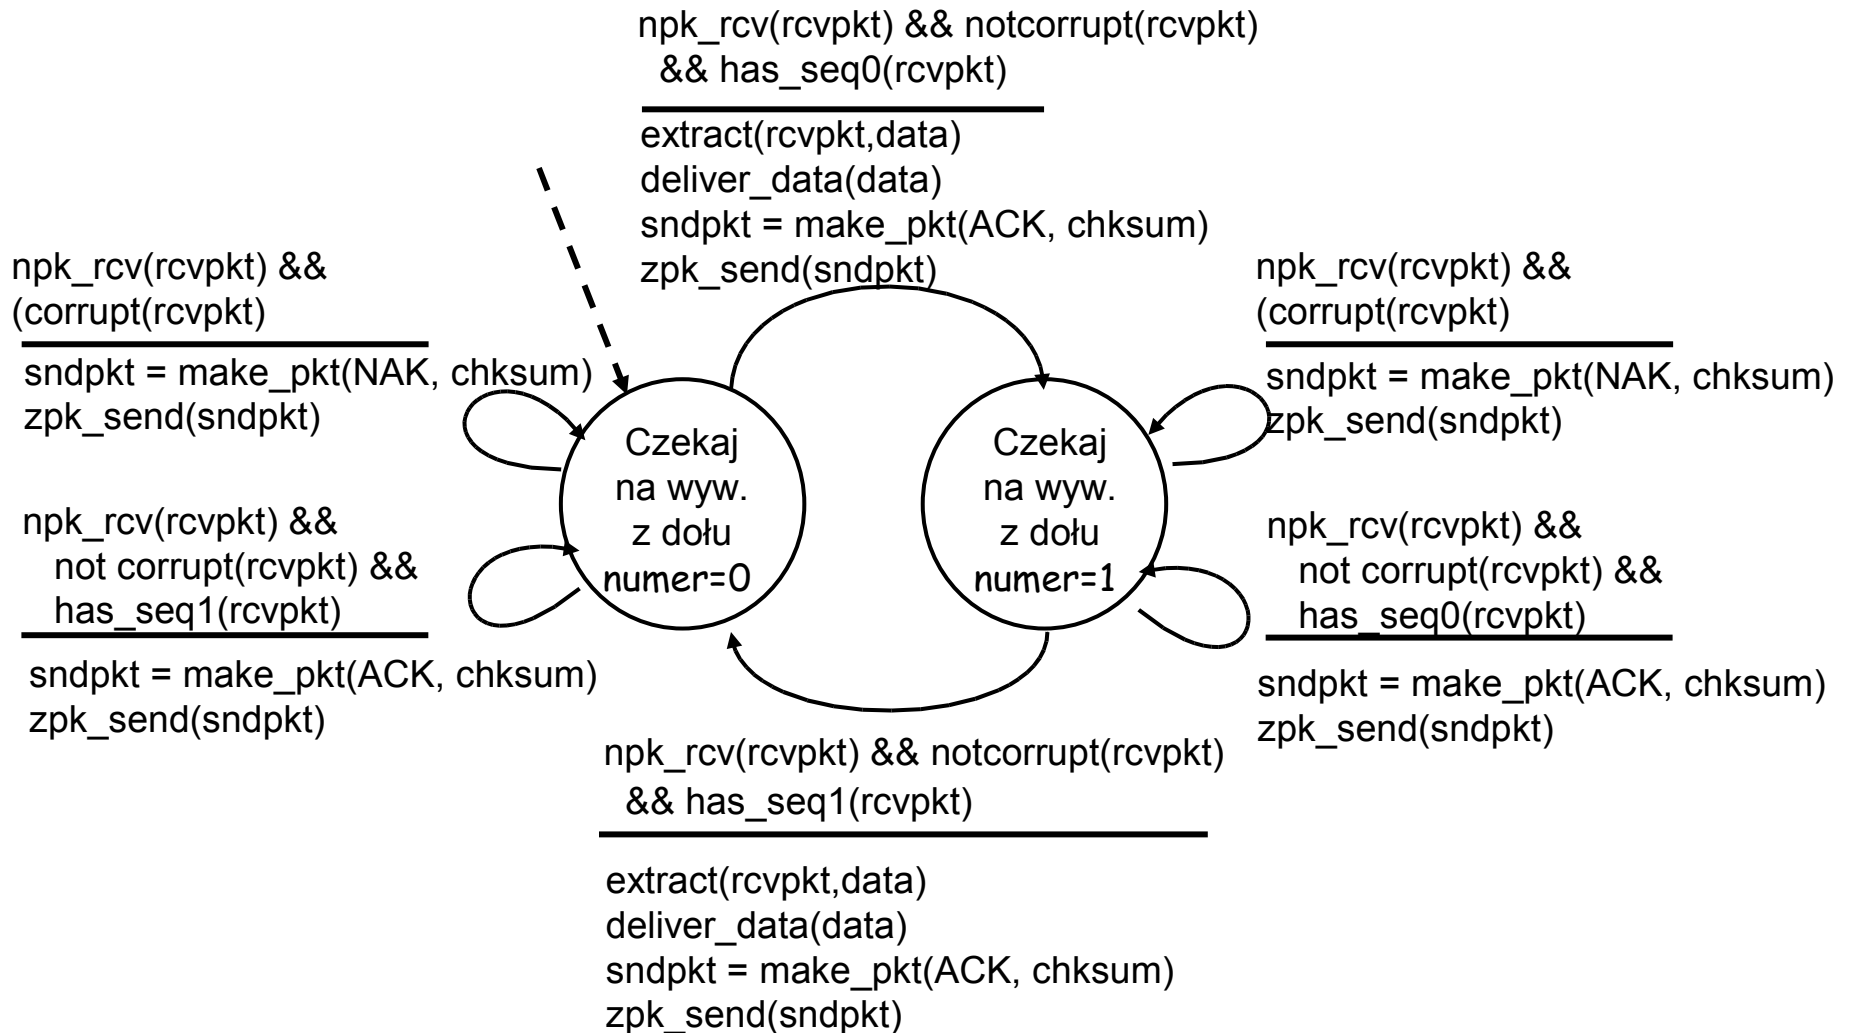 npk_rcv(rcvpkt) && notcorrupt(rcvpkt)
&& has_seq0(rcvpkt)
extract(rcvpkt,data)
deliver_data(data)
sndpkt = make_pkt(ACK, chksum)
zpk_send(sndpkt)
npk_rcv(rcvpkt) &&
(corrupt(rcvpkt)
sndpkt = make_pkt(NAK, chksum)
zpk_send(sndpkt)
npk_rcv(rcvpkt) &&
not corrupt(rcvpkt) &&
has_seq1(rcvpkt)
sndpkt = make_pkt(ACK, chksum)
zpk_send(sndpkt)
Czekaj
na wyw.
z dołu
numer=0
Czekaj
na wyw.
z dołu
numer=1
npk_rcv(rcvpkt) &&
(corrupt(rcvpkt)
sndpkt = make_pkt(NAK, chksum)
zpk_send(sndpkt)
npk_rcv(rcvpkt) &&
not corrupt(rcvpkt) &&
has_seq0(rcvpkt)
sndpkt = make_pkt(ACK, chksum)
zpk_send(sndpkt)
npk_rcv(rcvpkt) && notcorrupt(rcvpkt)
&& has_seq1(rcvpkt)
extract(rcvpkt,data)
deliver_data(data)
sndpkt = make_pkt(ACK, chksum)
zpk_send(sndpkt)